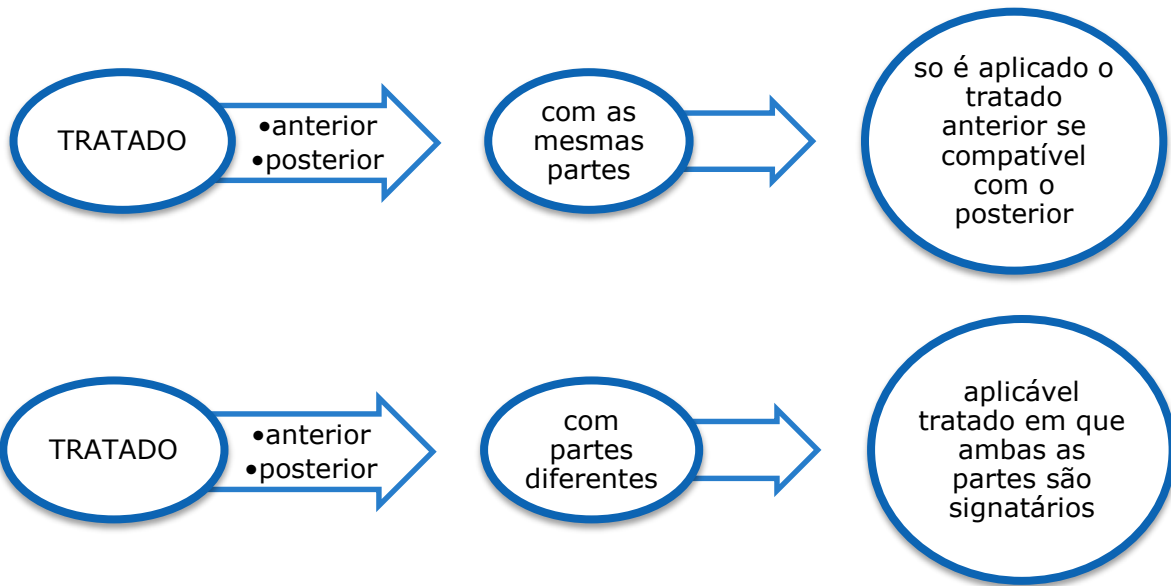 TRATADO
•anterior
•posterior
com as
mesmas
partes
so é aplicado o
tratado
anterior se
compatível
com o
posterior
TRATADO
•anterior
•posterior
com
partes
diferentes
aplicável
tratado em que
ambas as
partes são
signatários